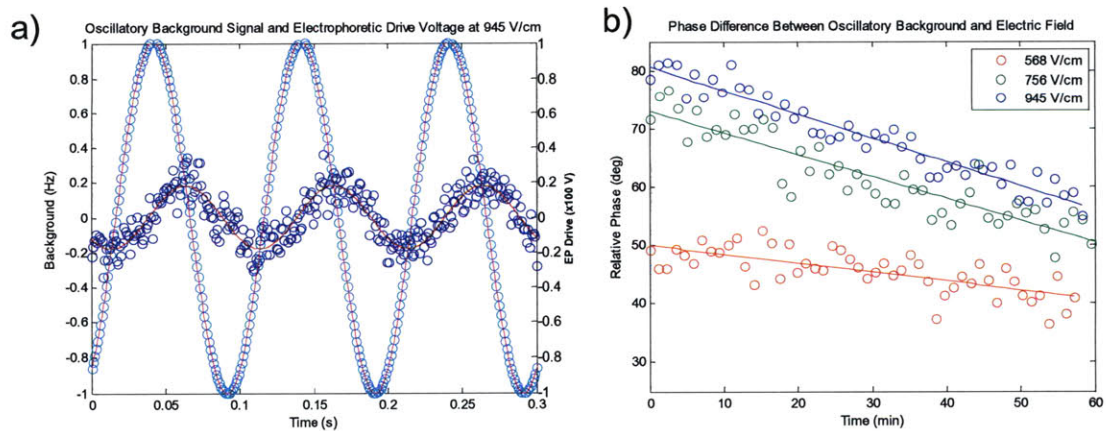 a)
Oscillatory Background Signal and Electrophoretic Drive Voltage at 945 V/cm
1
0.8
0.6
0.4
0.2
0
-0.2
-0.4
-0.6
-0.8
-1
Background (Hz)
1
0.8
0.6
0.4
0.2
0
-0.2
-0.4
-0.6
-0.8
-1
EP Drive (x100 V)
0 0.05 0.1 0.15 0.2 0.25 0.3
Time (s)
b)
Phase Difference Between Oscillatory Background and Electric Field
568 V/cm
756 V/cm
945 V/cm
80
70
60
50
40
30
Relative Phase (deg)
0 10 20 30 40 50 60
Time (min)